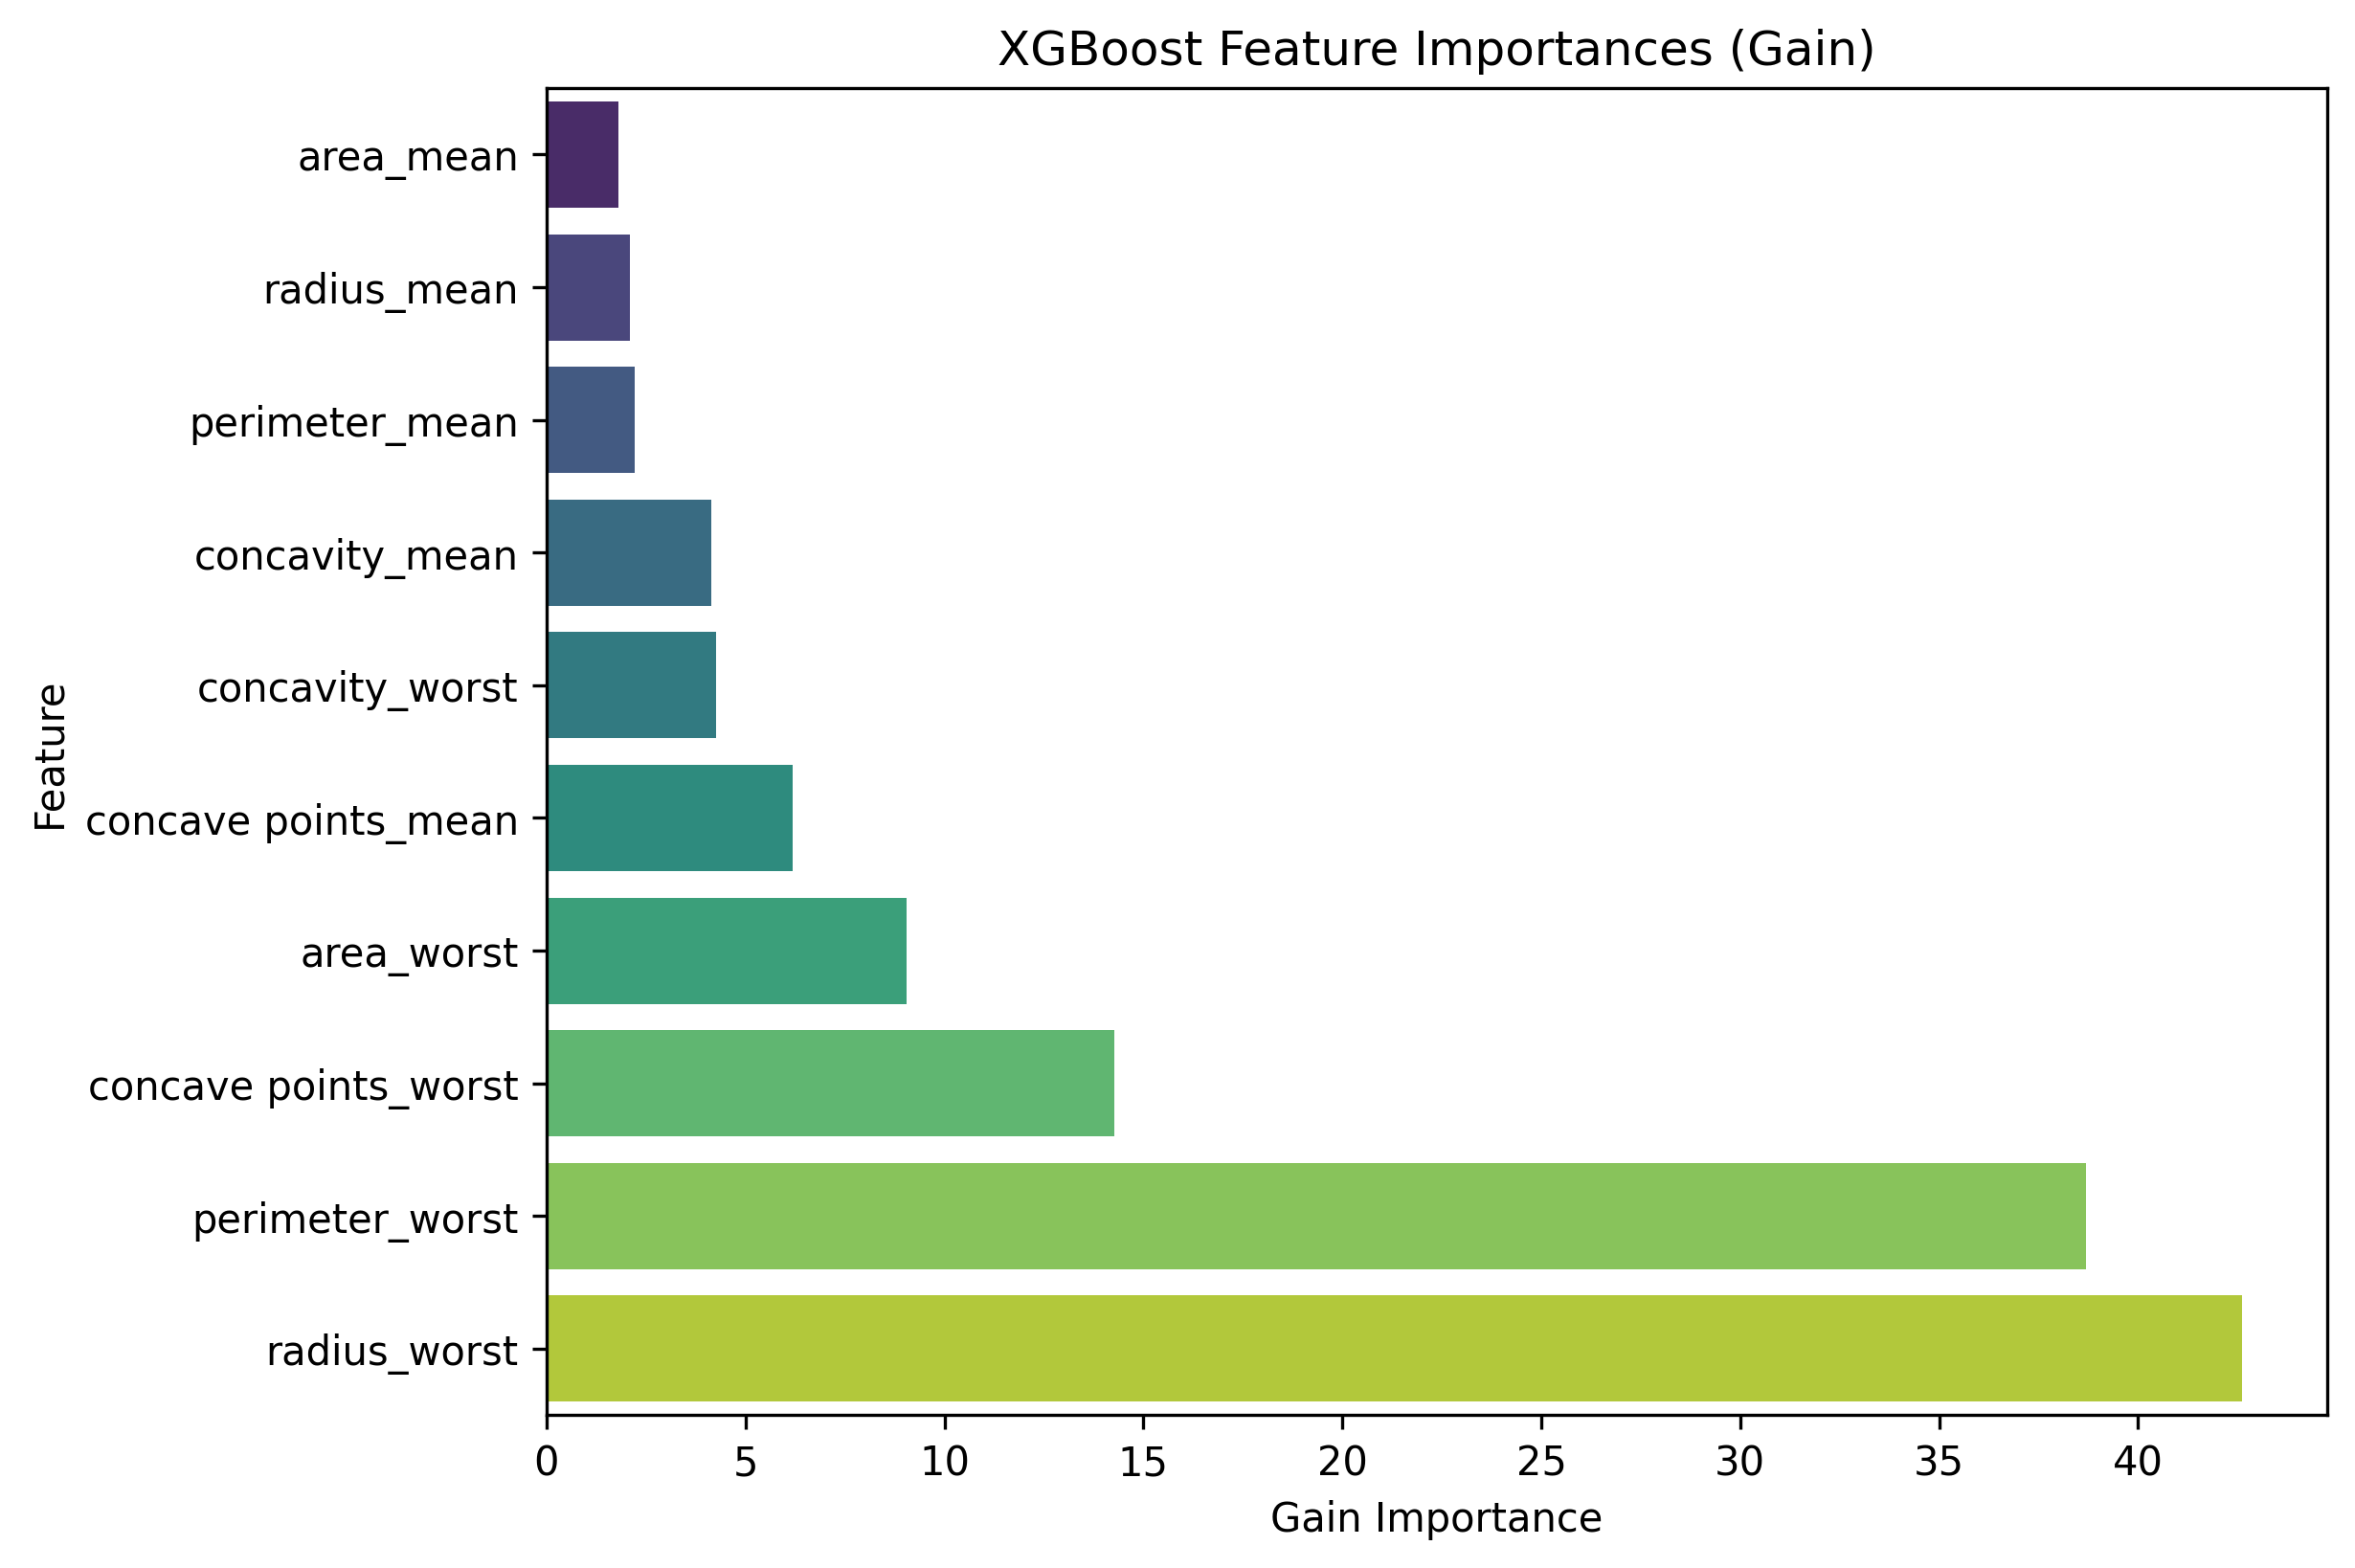 XGBoost Feature Importances (Gain)
area_mean
radius_mean
perimeter_mean
concavity_mean
concavity_worst
concave points_mean
area_worst
concave points_worst
perimeter_worst
radius_worst
Feature
0 5 10 15 20 25 30 35 40
Gain Importance